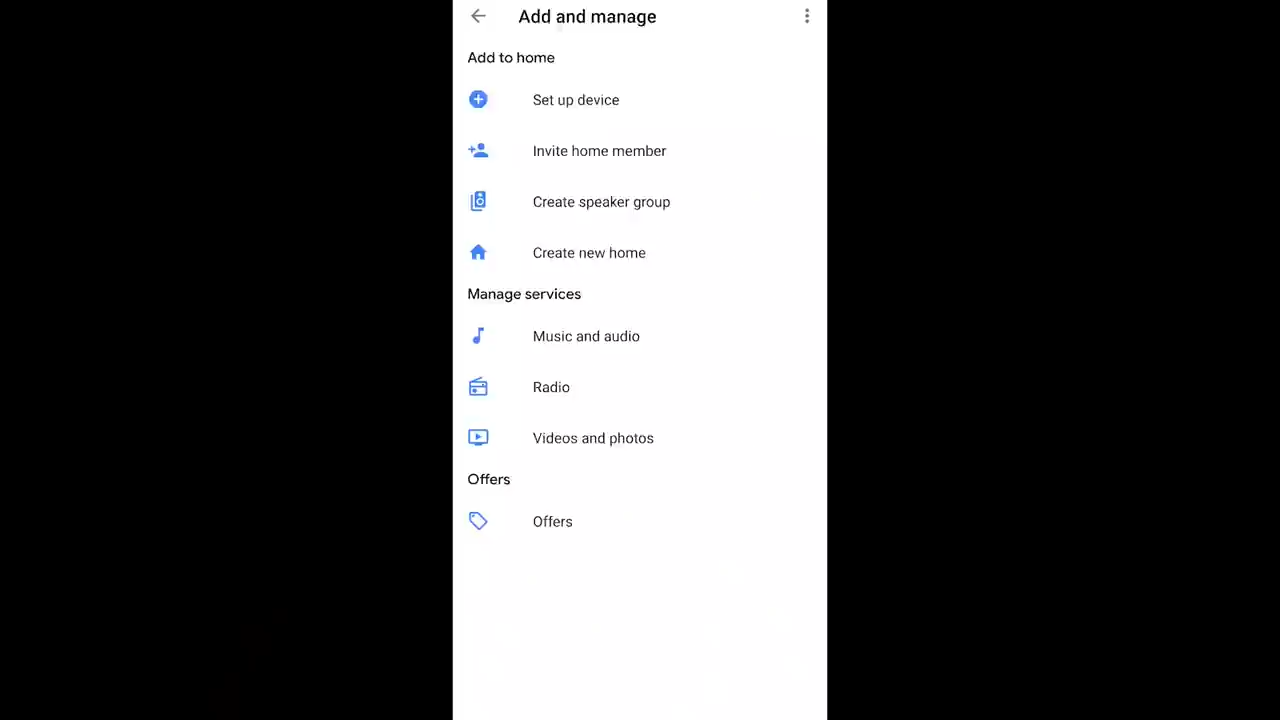 Add and manage
Add to home
Set up device
Invite home member
Create speaker group
Create new home
Manage services
Music and audio
Radio
Videos and photos
Offers
Offers